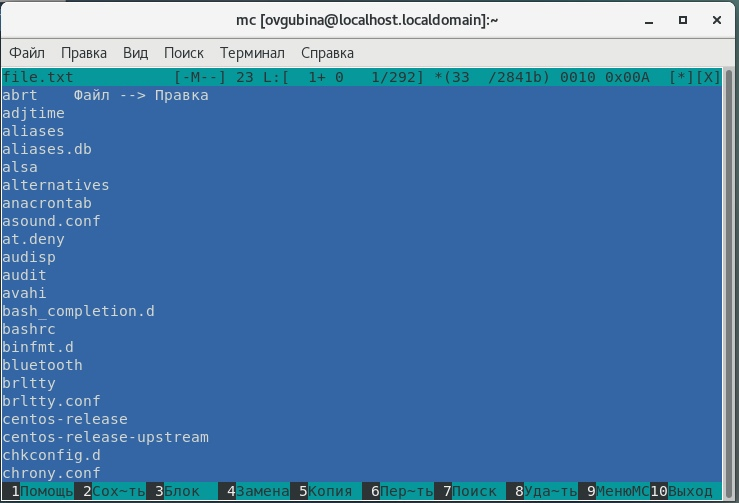 mc [ovgubina@localhost.localdomain]:~
Файл Правка Вид Поиск Терминал Справка
file.txt [-M--] 23 L:[ 1+ 0 1/292] *(33 /2841b) 0010 0x00A [*][X]
abrt Файл --> Правка
adjtime
aliases
aliases.db
alsa
alternatives
anacrontab
asound.conf
at.deny
audisp
audit
avahi
bash_completion.d
bashrc
binfmt.d
bluetooth
brltty
brltty.conf
centos-release
centos-release-upstream
chkconfig.d
chrony.conf
1Помощь 2Сох~ть 3Блок 4Замена 5Копия 6Пер~ть 7Поиск 8Уда~ть 9МенюMC 10Выход